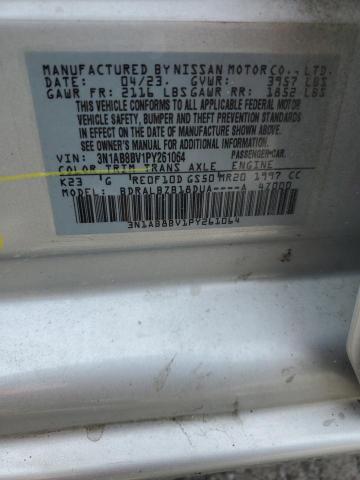 MANUFACTURED BY NISSAN MOTOR CO., LTD.
DATE: 04/23. GVWR: 3957 LBS
GAWR FR: 2116 LBS GAWR RR: 1852 LBS
THIS VEHICLE CONFORMS TO ALL APPLICABLE FEDERAL MOTOR
VEHICLE SAFETY, BUMPER AND THEFT PREVENTION
STANDARDS IN EFFECT ON THE DATE OF
MANUFACTURE SHOWN ABOVE.
See OWNER'S MANUAL for additional information.
VIN: 3N1AB8BV1PY261064 PASSENGER-CAR.
COLOR TRIM TRANS AXLE ENGINE
K23 G RE0F10D GS50 MR20 1997 CC
MODEL: BDRALBZB18DUA----A 47000
3N1AB8BV1PY261064